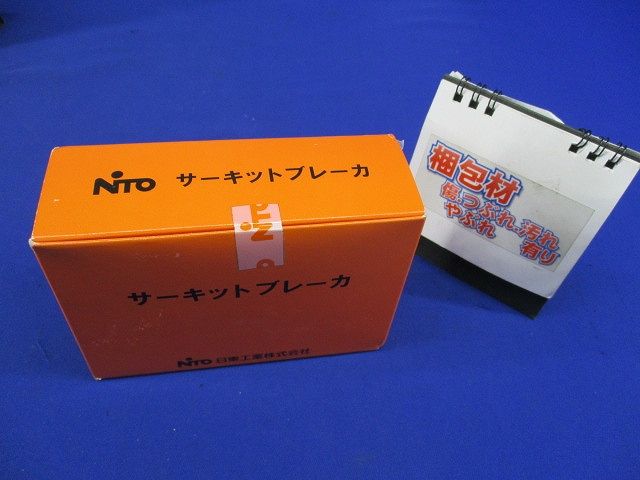 NITO サーキットブレーカ
サーキットブレーカ
NITO 日東工業株式会社
梱包材
傷・つぶれ・汚れ
やぶれ 有り